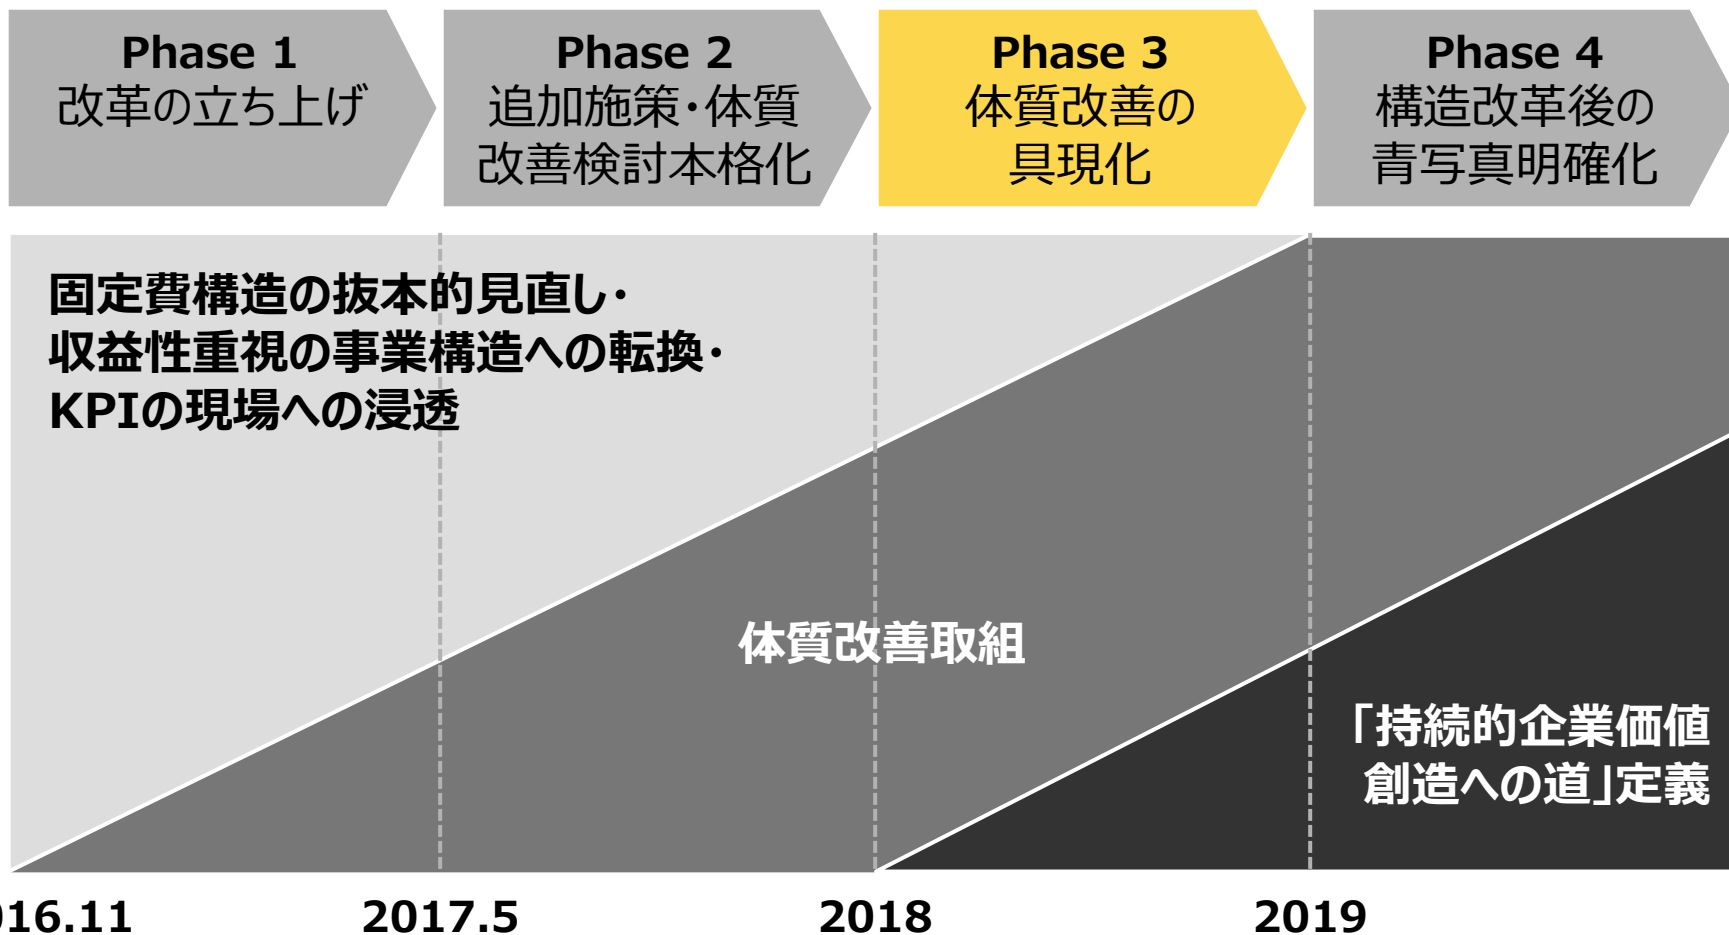 Phase 1
改革の立ち上げ
Phase 2
追加施策・体質
改善検討本格化
Phase 3
体質改善の
具現化
Phase 4
構造改革後の
青写真明確化
固定費構造の抜本的見直し・
収益性重視の事業構造への転換・
KPIの現場への浸透
体質改善取組
「持続的企業価値
創造への道」定義
016.11
2017.5
2018
2019